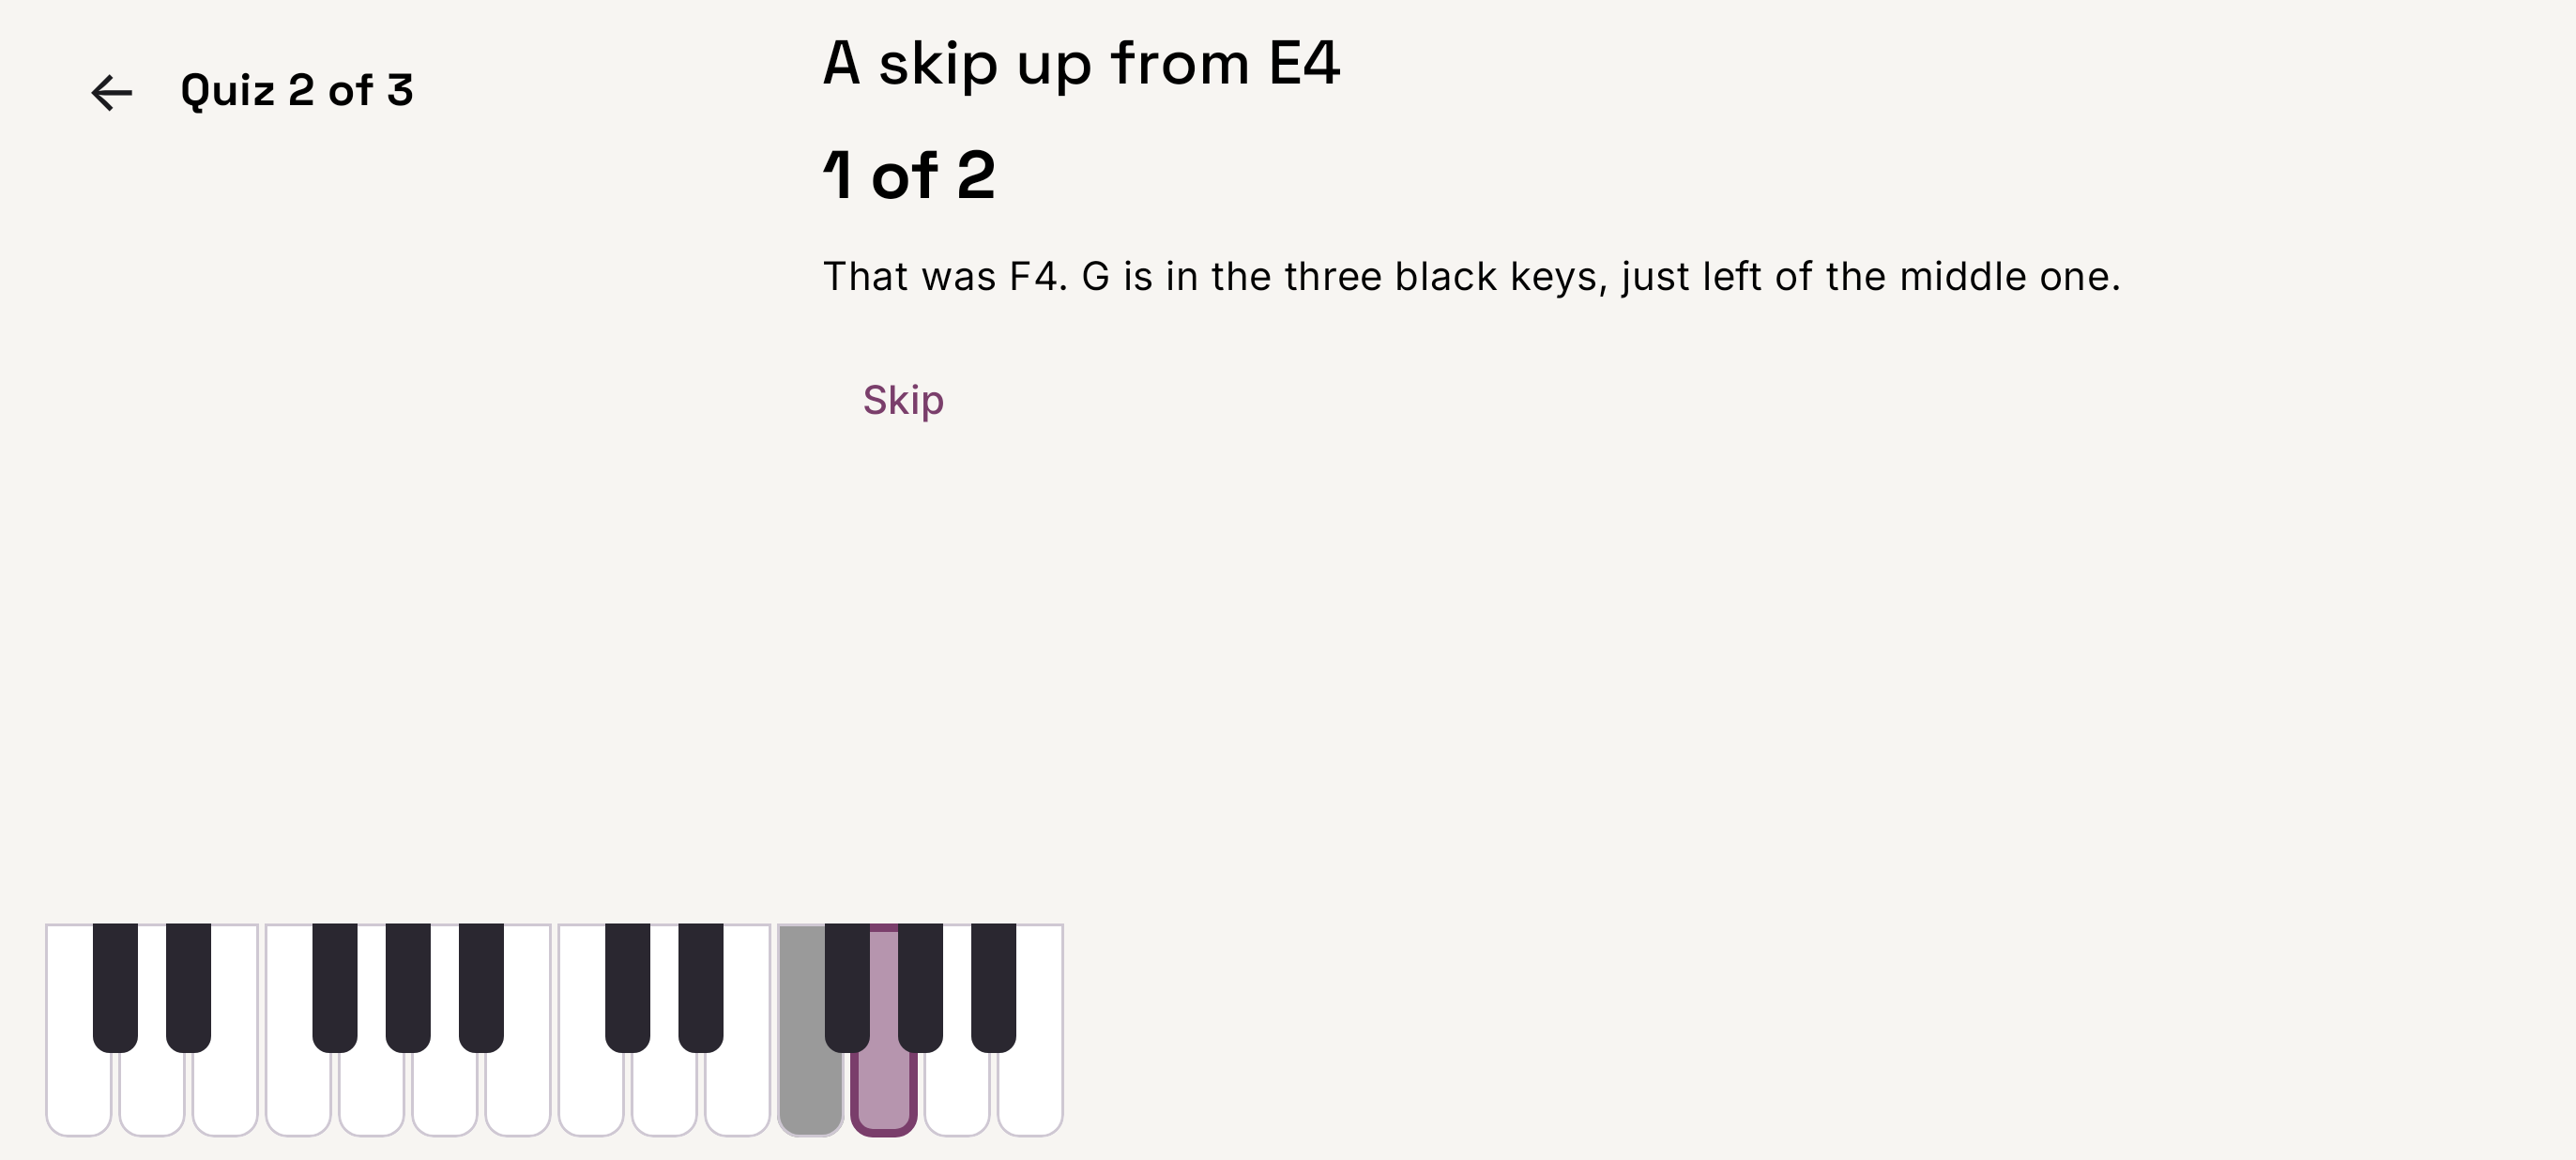 Quiz 2 of 3
A skip up from E4
1 of 2
That was F4. G is in the three black keys, just left of the middle one.
Skip